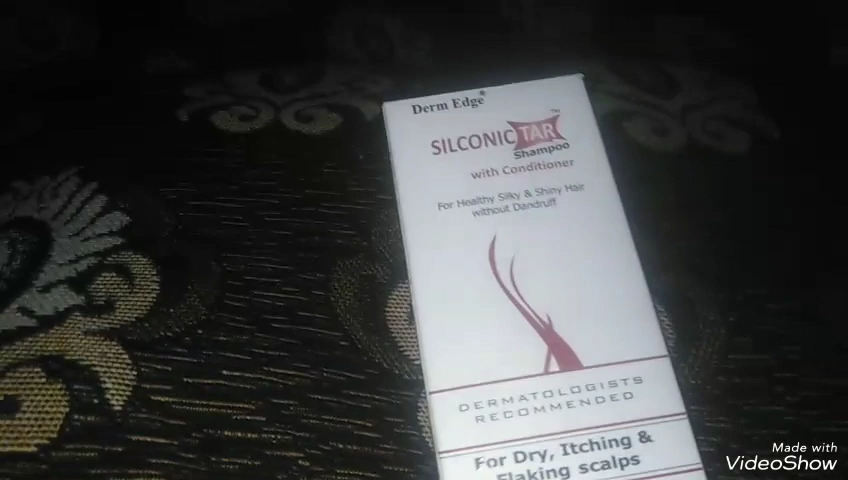 Derm Edge®
SILCONIC TAR™
Shampoo
with Conditioner
For Healthy Silky & Shiny Hair
without Dandruff
DERMATOLOGISTS
RECOMMENDED
For Dry, Itching &
Flaking scalps
Made with
VideoShow